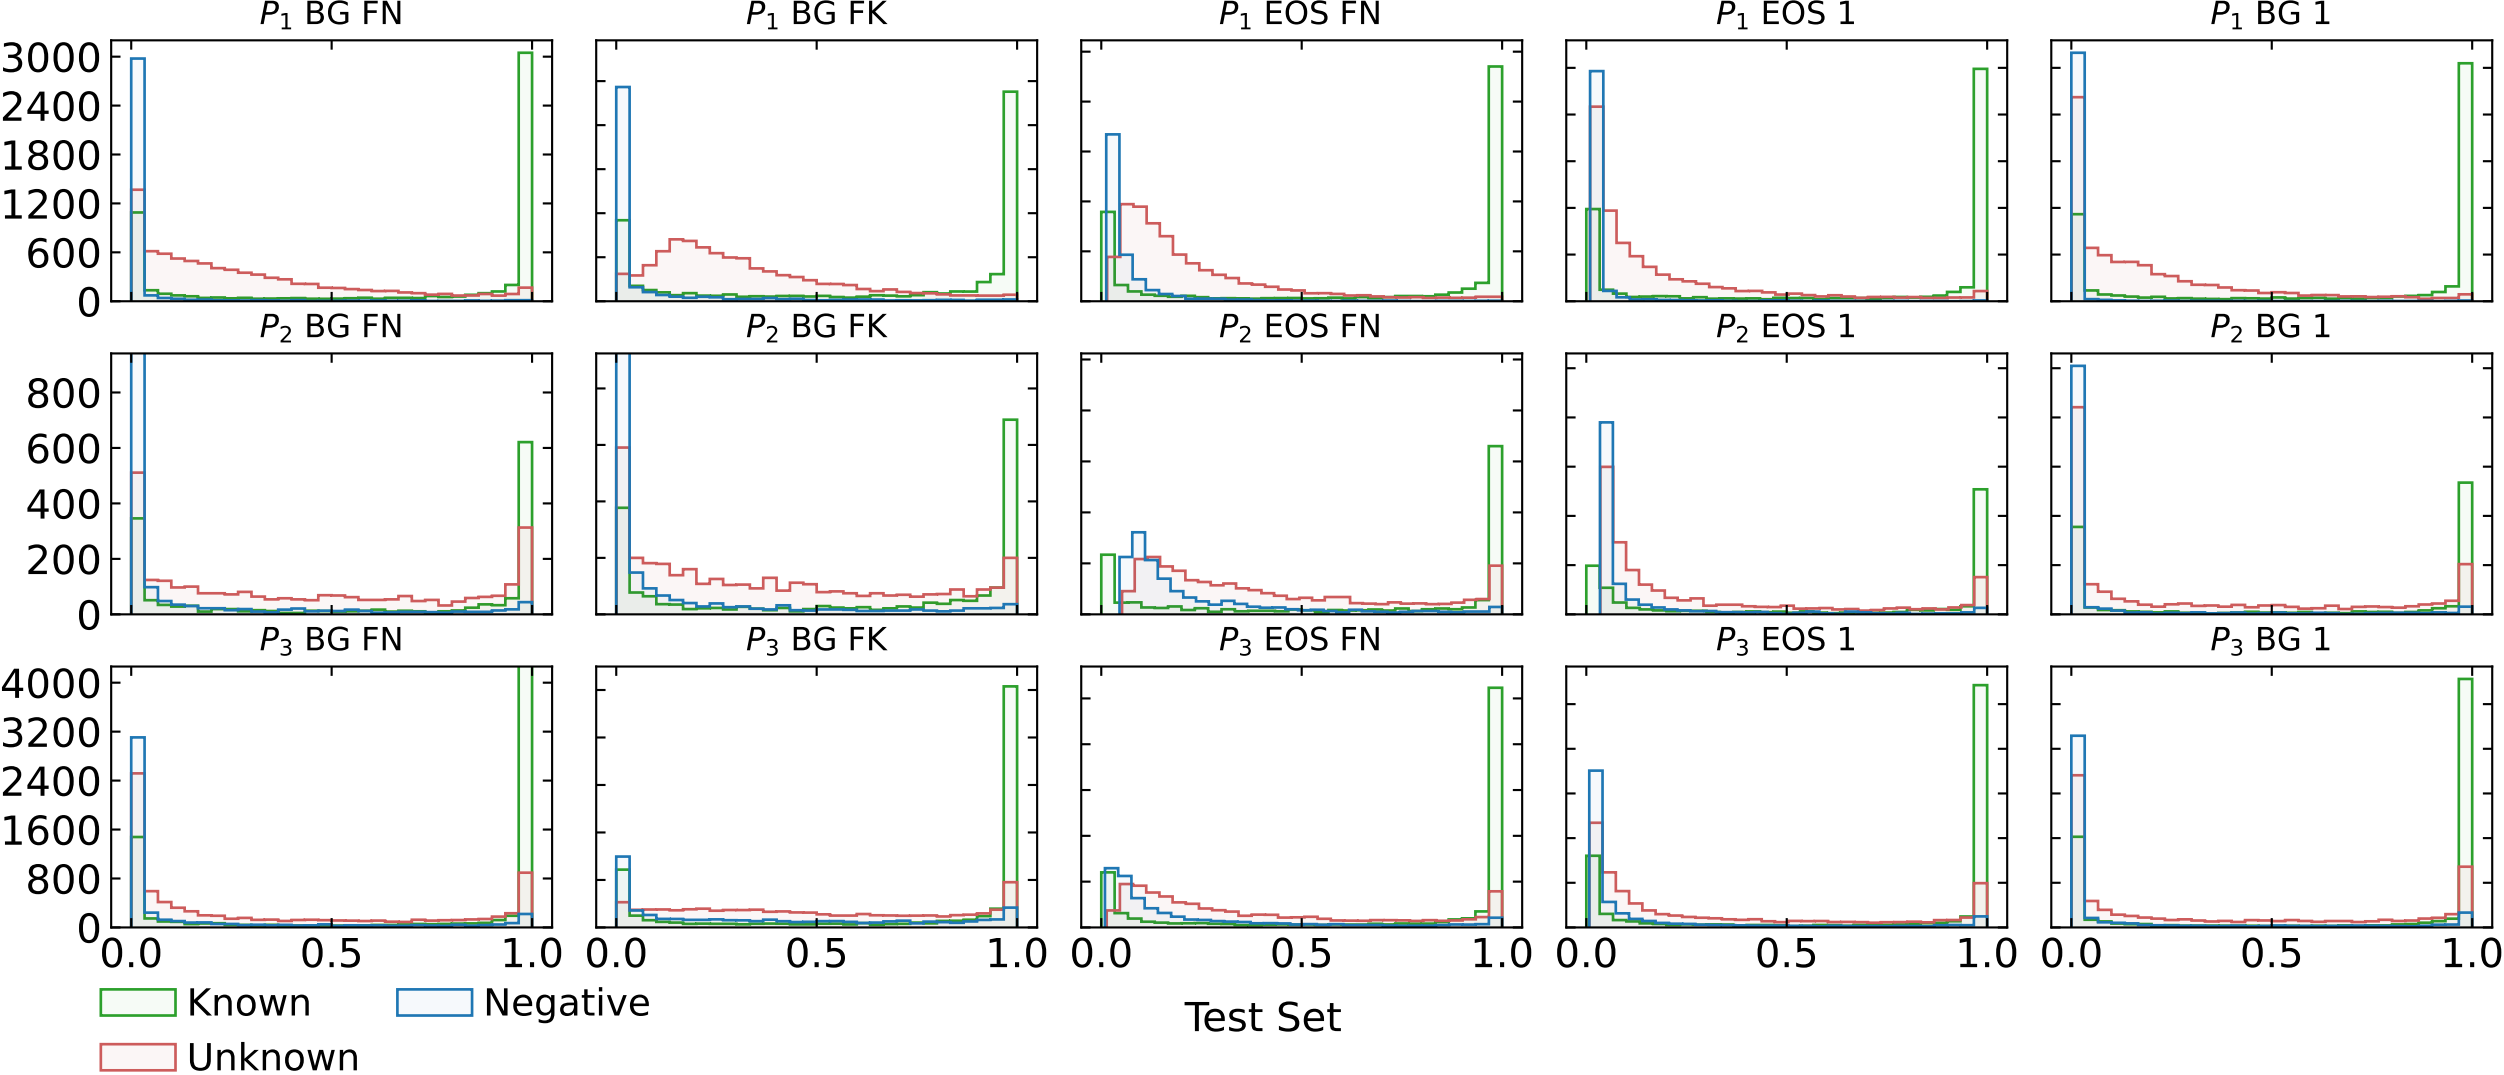 P1 BG FN P1 BG FK P1 EOS FN P1 EOS 1 P1 BG 1
3000
2400
1800
1200
600
0
P2 BG FN P2 BG FK P2 EOS FN P2 EOS 1 P2 BG 1
800
600
400
200
0
P3 BG FN P3 BG FK P3 EOS FN P3 EOS 1 P3 BG 1
4000
3200
2400
1600
800
0
0.0 0.5 1.0 0.0 0.5 1.0 0.0 0.5 1.0 0.0 0.5 1.0 0.0 0.5 1.0
Known Negative
Test Set
Unknown